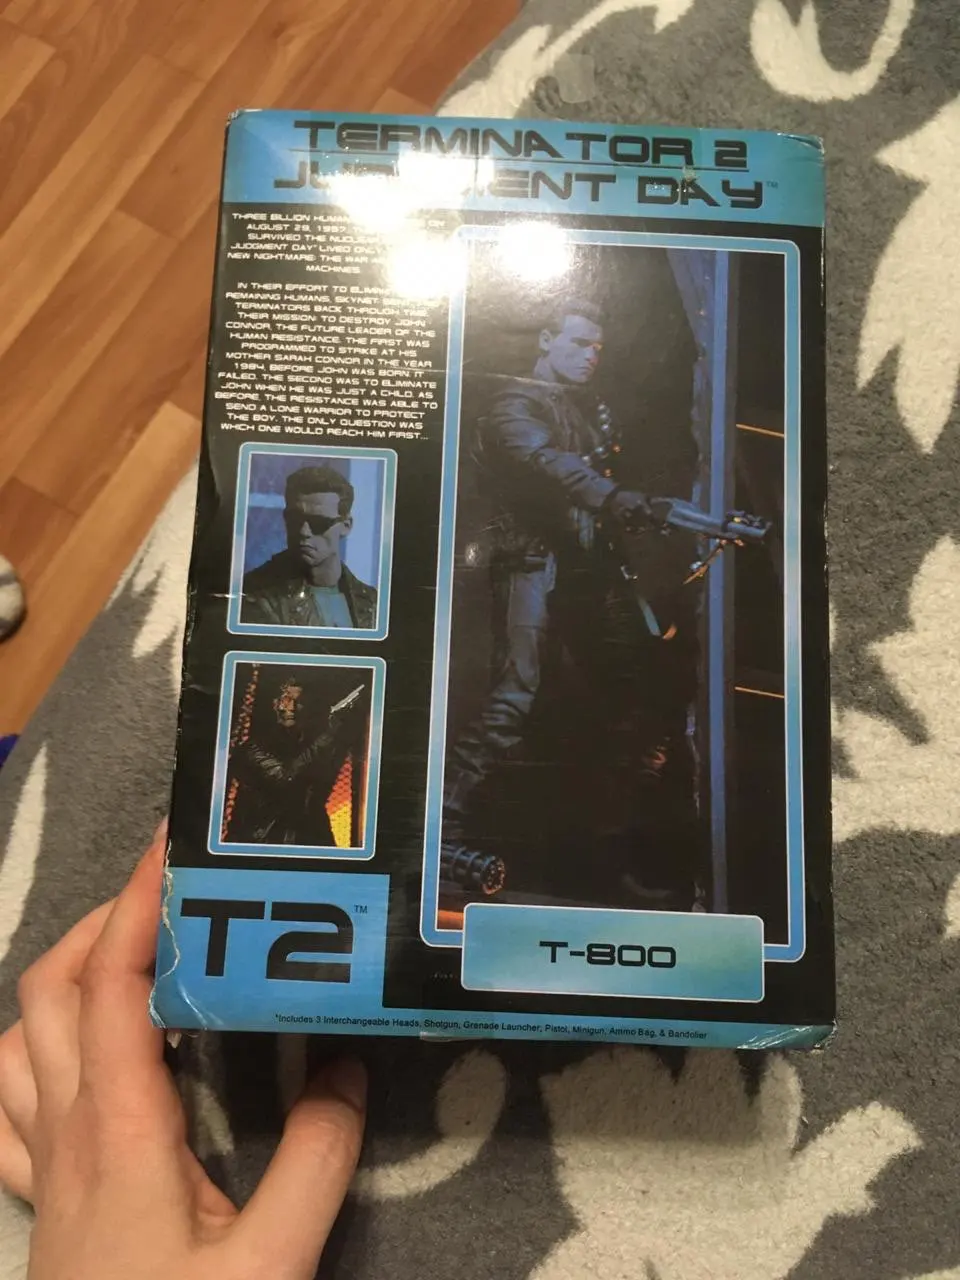 TERMINATOR 2
JUDGMENT DAY™
THREE BILLION HUMAN ON
AUGUST 29, 1997.
SURVIVED THE NUCLEAR
JUDGMENT DAY" LIVED ONLY
NEW NIGHTMARE: THE WAR
MACHINES.
IN THEIR EFFORT TO
REMAINING HUMANS, SKYNET
TERMINATORS BACK THROUGH TIME.
THEIR MISSION: TO DESTROY JOHN
CONNOR, THE FUTURE LEADER OF THE
HUMAN RESISTANCE. THE FIRST WAS
PROGRAMMED TO STRIKE AT HIS
MOTHER SARAH CONNOR IN THE YEAR
1984, BEFORE JOHN WAS BORN. IT
FAILED. THE SECOND WAS TO ELIMINATE
JOHN WHEN HE WAS JUST A CHILD. AS
BEFORE, THE RESISTANCE WAS ABLE TO
SEND A LONE WARRIOR TO PROTECT
THE BOY. THE ONLY QUESTION WAS
WHICH ONE WOULD REACH HIM FIRST...
T2™
T-800
*Includes 3 Interchangeable Heads, Shotgun, Grenade Launcher, Pistol, Minigun, Ammo Bag, & Bandolier